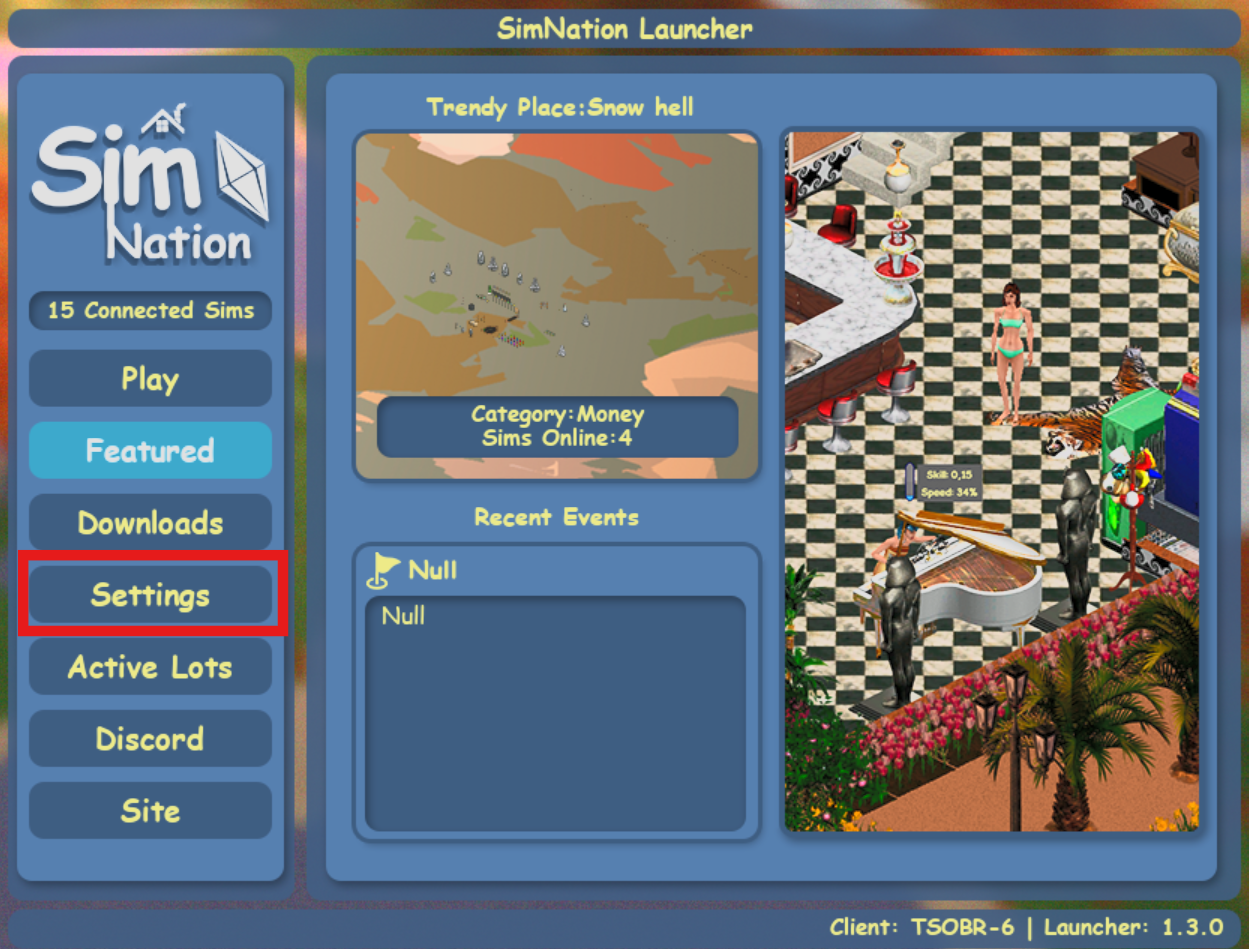 SimNation Launcher
Sim
Nation
15 Connected Sims
Play
Featured
Downloads
Settings
Active Lots
Discord
Site
Trendy Place:Snow hell
Category:Money
Sims Online:4
Recent Events
Null
Null
Skill: 0,15
Speed: 34%
Client: TSOBR-6 | Launcher: 1.3.0